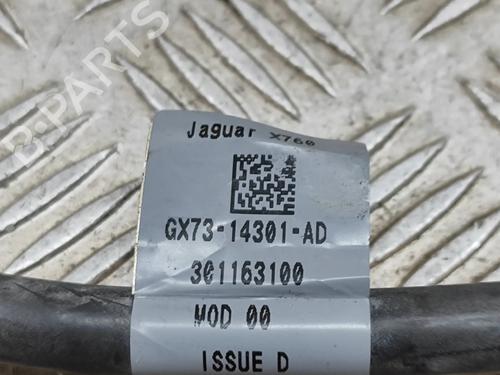 B-PARTS
Jaguar X760
GX73-14301-AD
301163100
MOD 00
ISSUE D